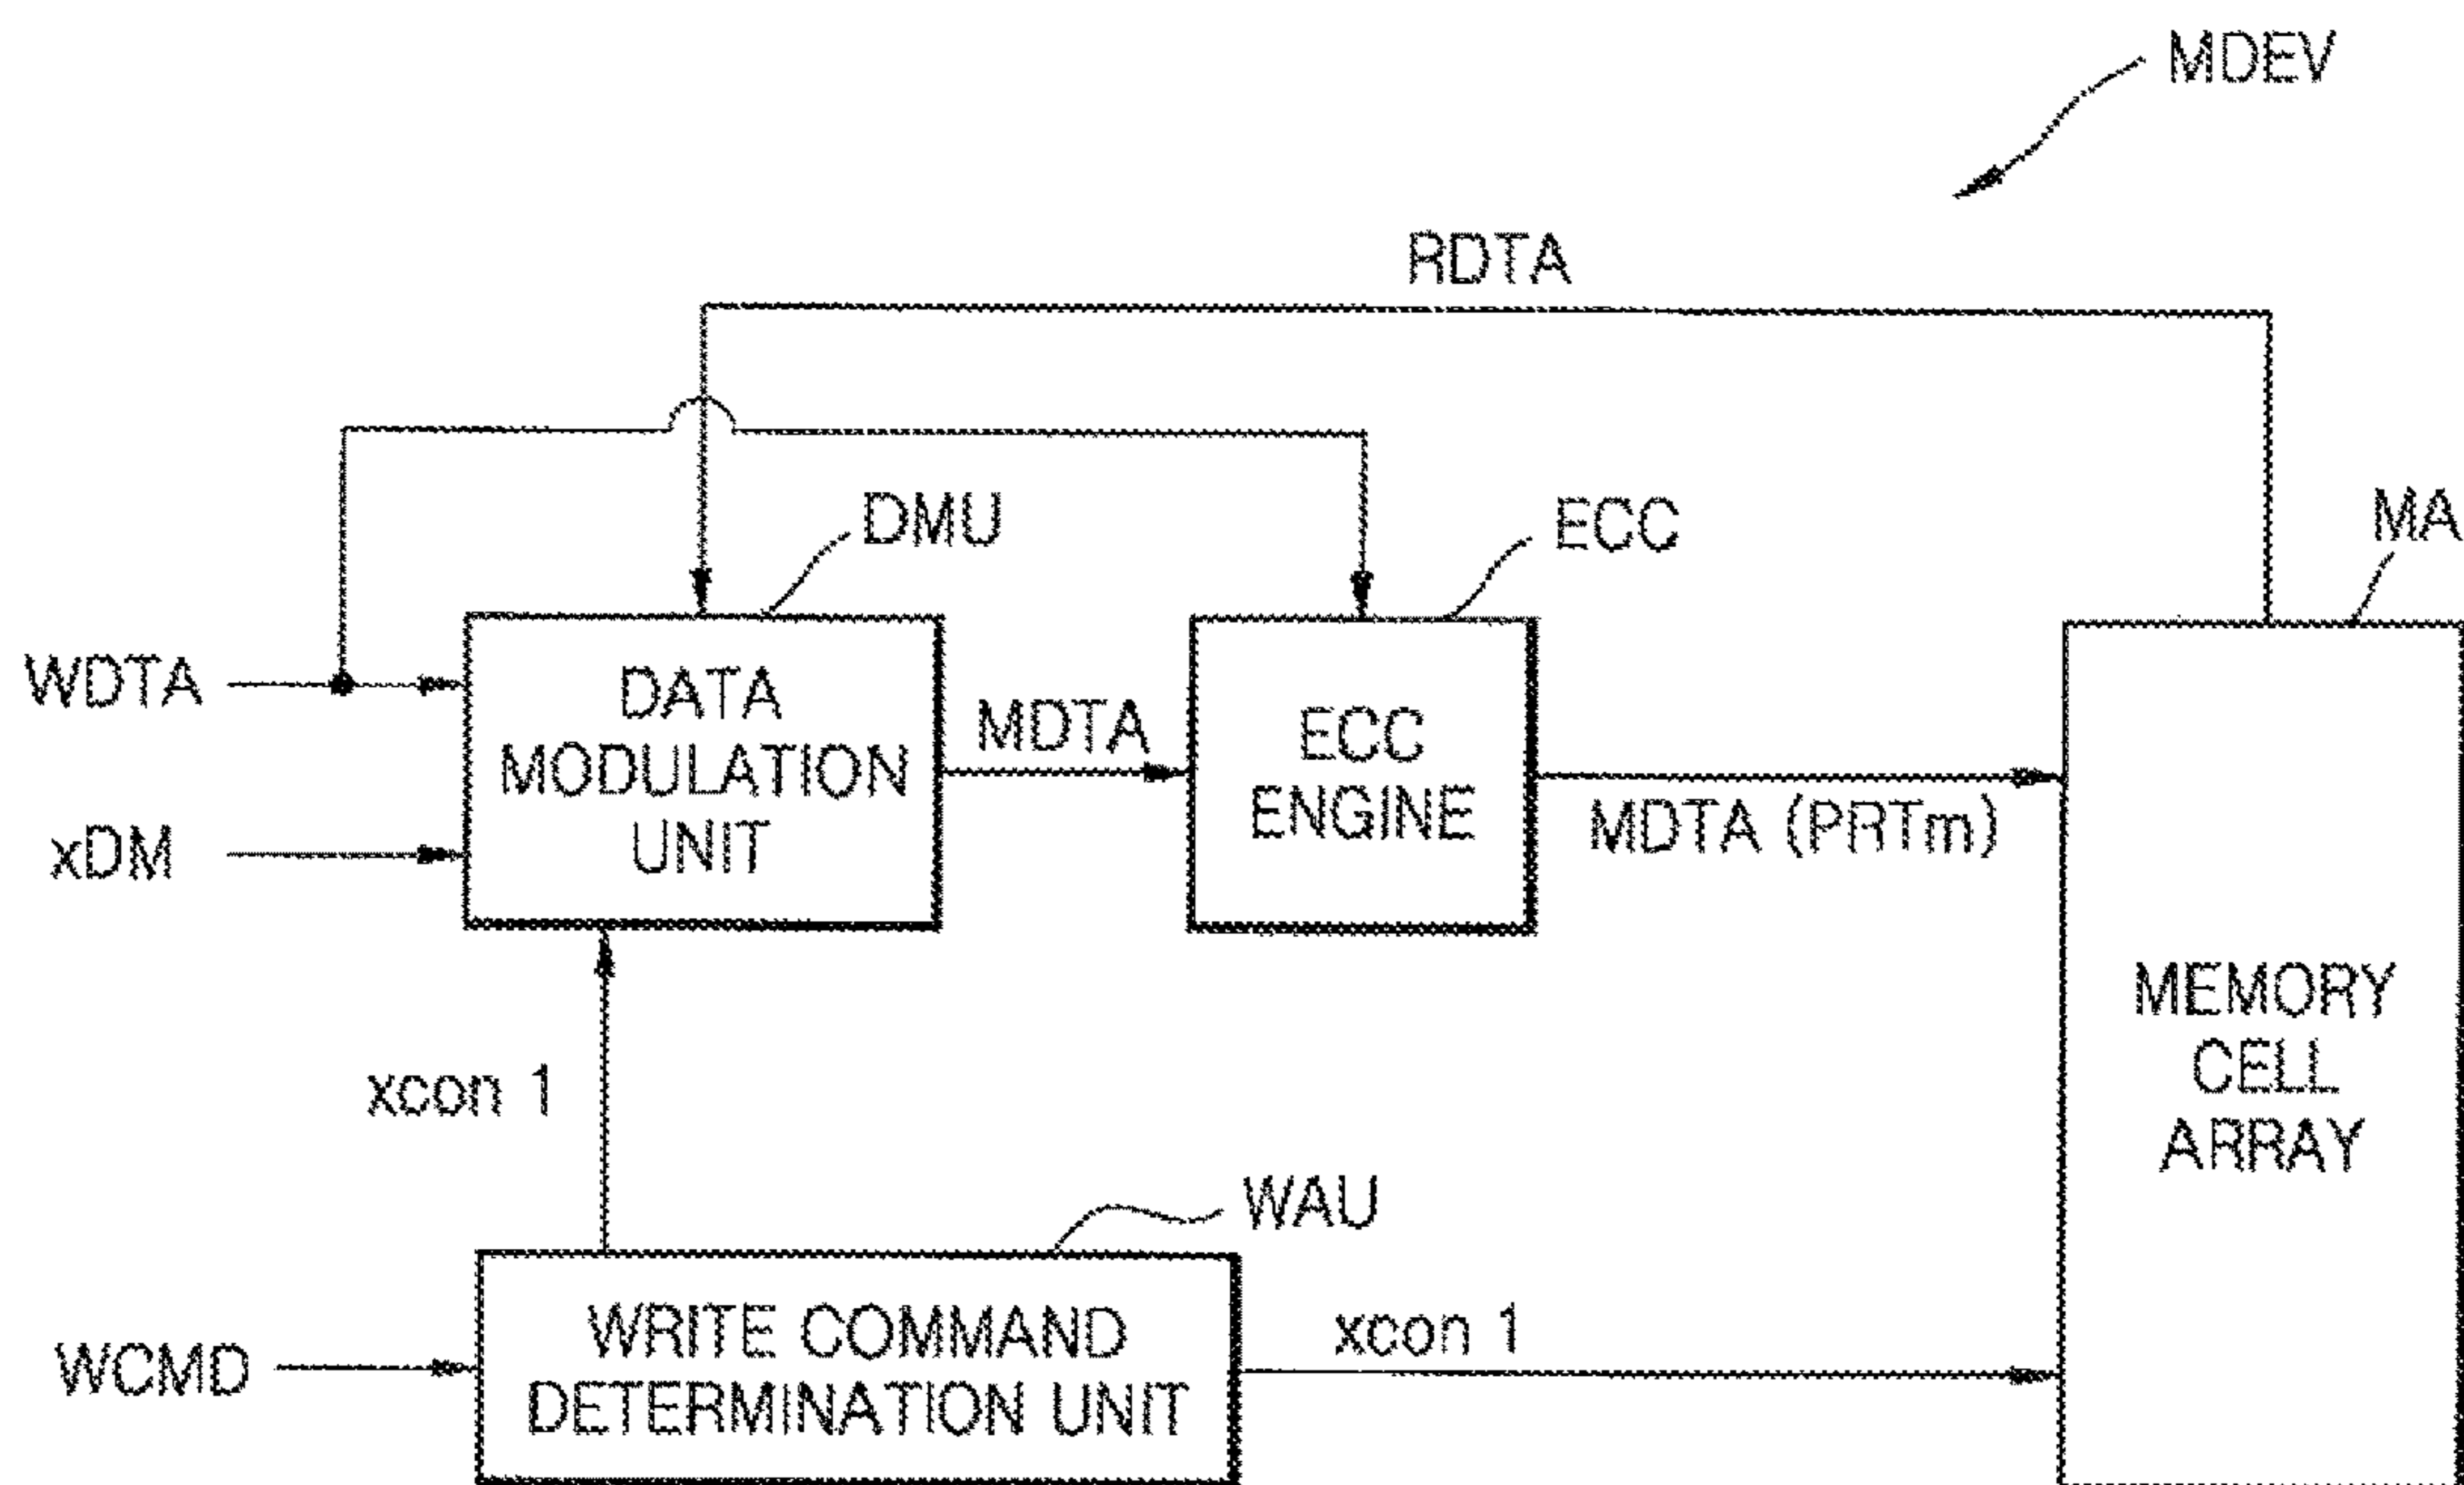 MDEV
RDTA
DMU
ECC
MA
WDTA
DATA
MODULATION
UNIT
MDTA
ECC
ENGINE
MDTA (PRTm)
xDM
MEMORY
CELL
ARRAY
xcon 1
WAU
WCMD
WRITE COMMAND
DETERMINATION UNIT
xcon 1